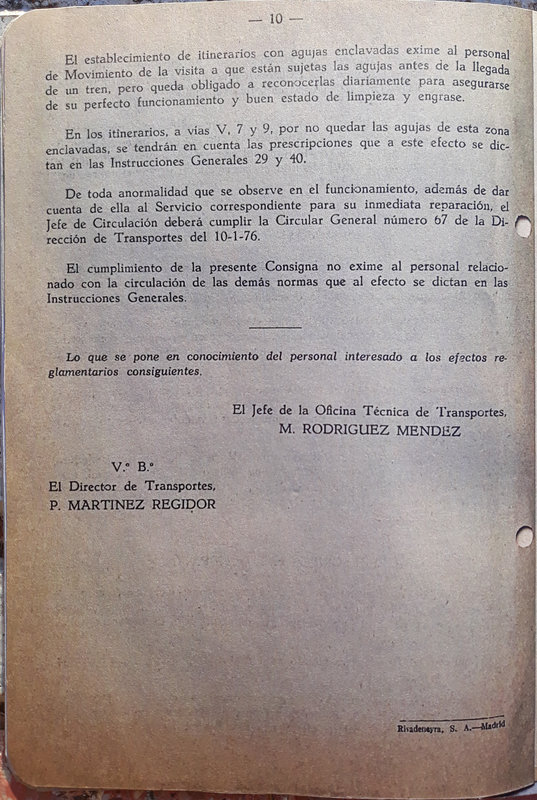 — 10 —
El establecimiento de itinerarios con agujas enclavadas exime al personal
de Movimiento de la visita a que están sujetas las agujas antes de la llegada
de un tren, pero queda obligado a reconocerlas diariamente para asegurarse
de su perfecto funcionamiento y buen estado de limpieza y engrase.
En los itinerarios, a vías V, 7 y 9, por no quedar las agujas de esta zona
enclavadas, se tendrán en cuenta las prescripciones que a este efecto se dic-
tan en las Instrucciones Generales 29 y 40.
De toda anormalidad que se observe en el funcionamiento, además de dar
cuenta de ella al Servicio correspondiente para su inmediata reparación, el
Jefe de Circulación deberá cumplir la Circular General número 67 de la Di-
rección de Transportes del 10-1-76.
El cumplimiento de la presente Consigna no exime al personal relacio-
nado con la circulación de las demás normas que al efecto se dictan en las
Instrucciones Generales.
Lo que se pone en conocimiento del personal interesado a los efectos re-
glamentarios consiguientes.
El Jefe de la Oficina Técnica de Transportes,
M. RODRIGUEZ MENDEZ
V.º B.º
El Director de Transportes,
P. MARTINEZ REGIDOR
Rivadeneyra, S. A.—Madrid